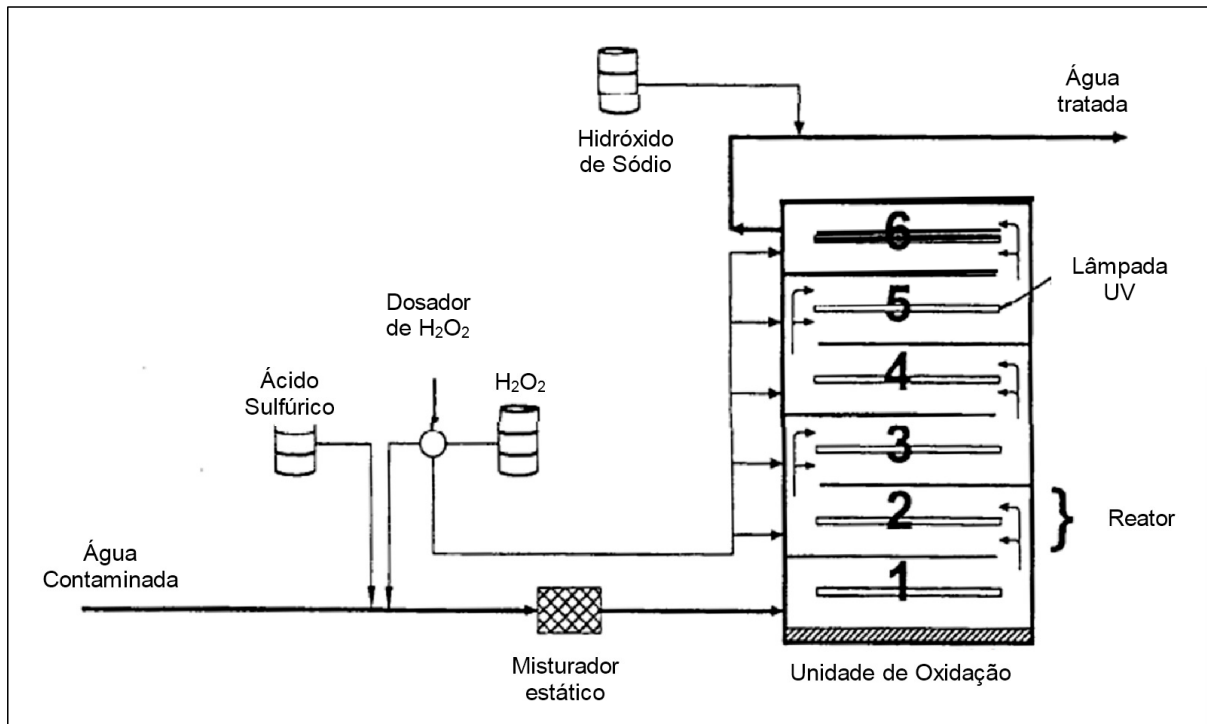 Hidróxido
de Sódio
Água
tratada
6
Lâmpada
UV
5
Dosador
de H₂O₂
4
Ácido
Sulfúrico
H₂O₂
3
2
Reator
Água
Contaminada
1
Misturador
estático
Unidade de Oxidação